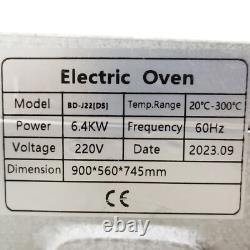 Electric Oven
Model BD-J22[DS] Temp.Range 20℃-300℃
Power 6.4KW Frequency 60Hz
Voltage 220V Date 2023.09
Dimension 900*560*745mm
CE